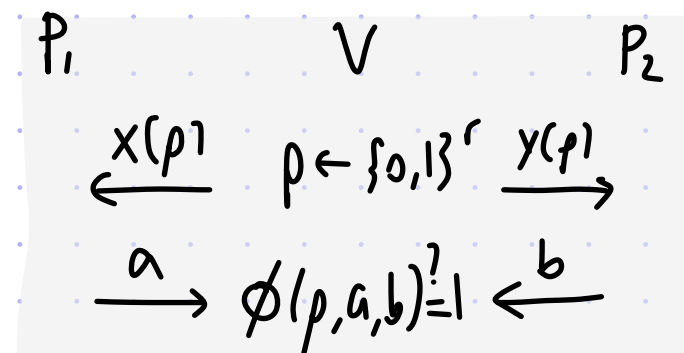 P₁ V P₂
x(ρ) ρ ← {0,1}ʳ y(ρ)
a ϕ(ρ,a,b) ≟ 1 b